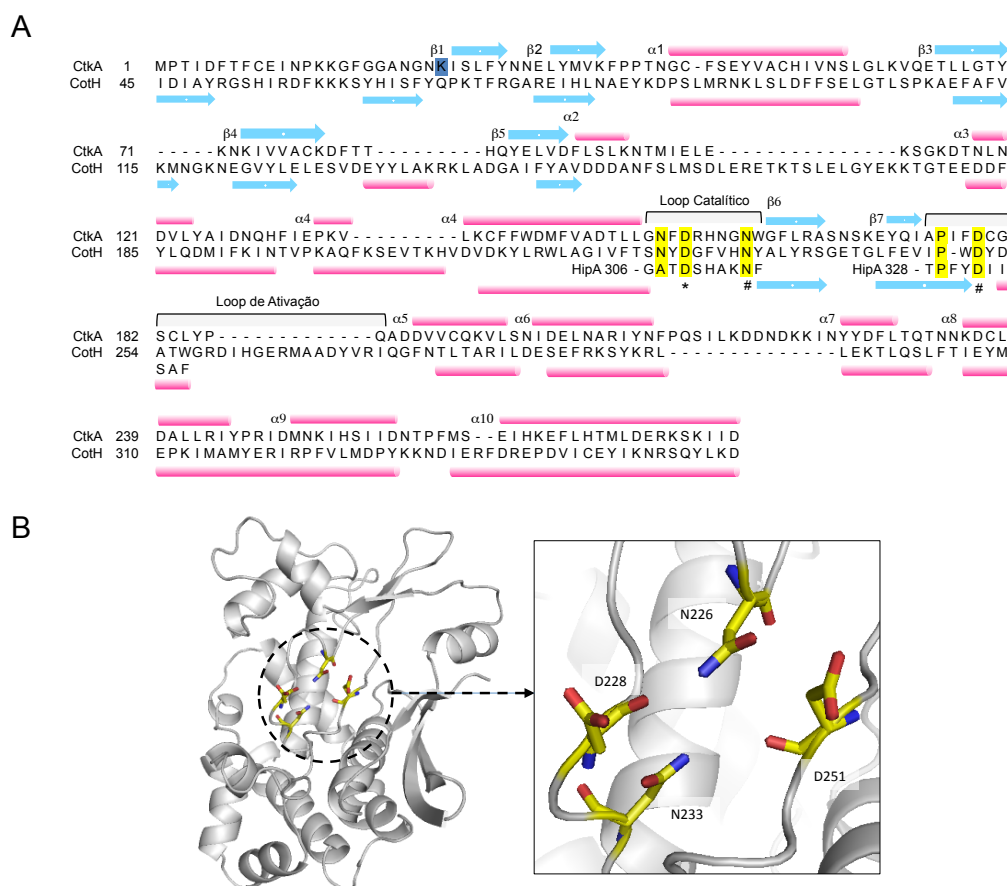 A
β1 β2 α1 β3
CtkA 1 MPTIDFTFCEINPKKGFGGANGNKISLFYNNELYMVKFPPTNGC-FSEYVACHIVNSLGLKVQETLLGTY
CotH 45 IDIAYRGSHIRDFKKKSYHISFYQPKTFRGAREIHLNAEYKDPSLMRNKLSLDFFSELGTLSPKAEFAFV
β4 β5 α2 α3
CtkA 71 -------KNKIVVACKDFTT------HQYELVDFLSLKNTMIELE-----------KSGKDTNLN
CotH 115 KMNGKNEGVYLELESVDEYYLAKRKLADGAIFYAVDDDANFSLMSDLERETKTSLELGYEKKTGTEEDDF
α4 α4 Loop Catalítico β6 β7
CtkA 121 DVLYAIDNQHFIEPKV--------LKCFFWDMFVADTLLGNFDRHNGNWGFLRASNSKEYQIAPIFDCG
CotH 185 YLQDMIFKINTVPKAQFKSEVTKHVDVDKYLRWLAGIVFTSNYDGFVHNYALYRSGETGLFEVIP-WDYD
HipA 306 -GATDSHAKNF HipA 328 -TPFYDII
* # #
Loop de Ativação α5 α6 α7 α8
CtkA 182 SCLYP--------------QADDVVCQKVLSNIDELNARIYNFPQSILKDDNDKKINYYDFLTQTNNKDCL
CotH 254 ATWGRDIHGERMAADYVRIQGFNTLTARILDESEFRKSYKRL-----------LEKTLQSLFTIEYM
SAF
α9 α10
CtkA 239 DALLRIYPRIDMNKIHSIIDNTPFMS--EIHKEFLHTMLDERKSKIID
CotH 310 EPKIMAMYERIRPFVLMDPYKKNDIERFDREPDVICEYIKNRSQYLKD
B
N226
D228
D251
N233